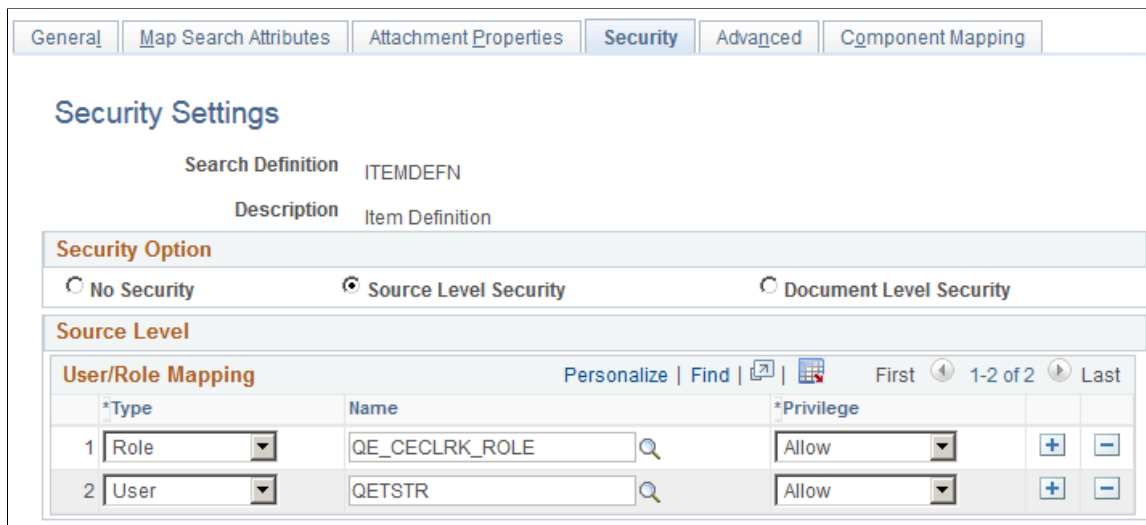 General Map Search Attributes Attachment Properties Security Advanced Component Mapping
Security Settings
Search Definition ITEMDEFN
Description Item Definition
Security Option
No Security Source Level Security Document Level Security
Source Level
User/Role Mapping Personalize | Find | | First 1-2 of 2 Last
*Type Name *Privilege
1 Role QE_CECLRK_ROLE Allow + −
2 User QETSTR Allow + −